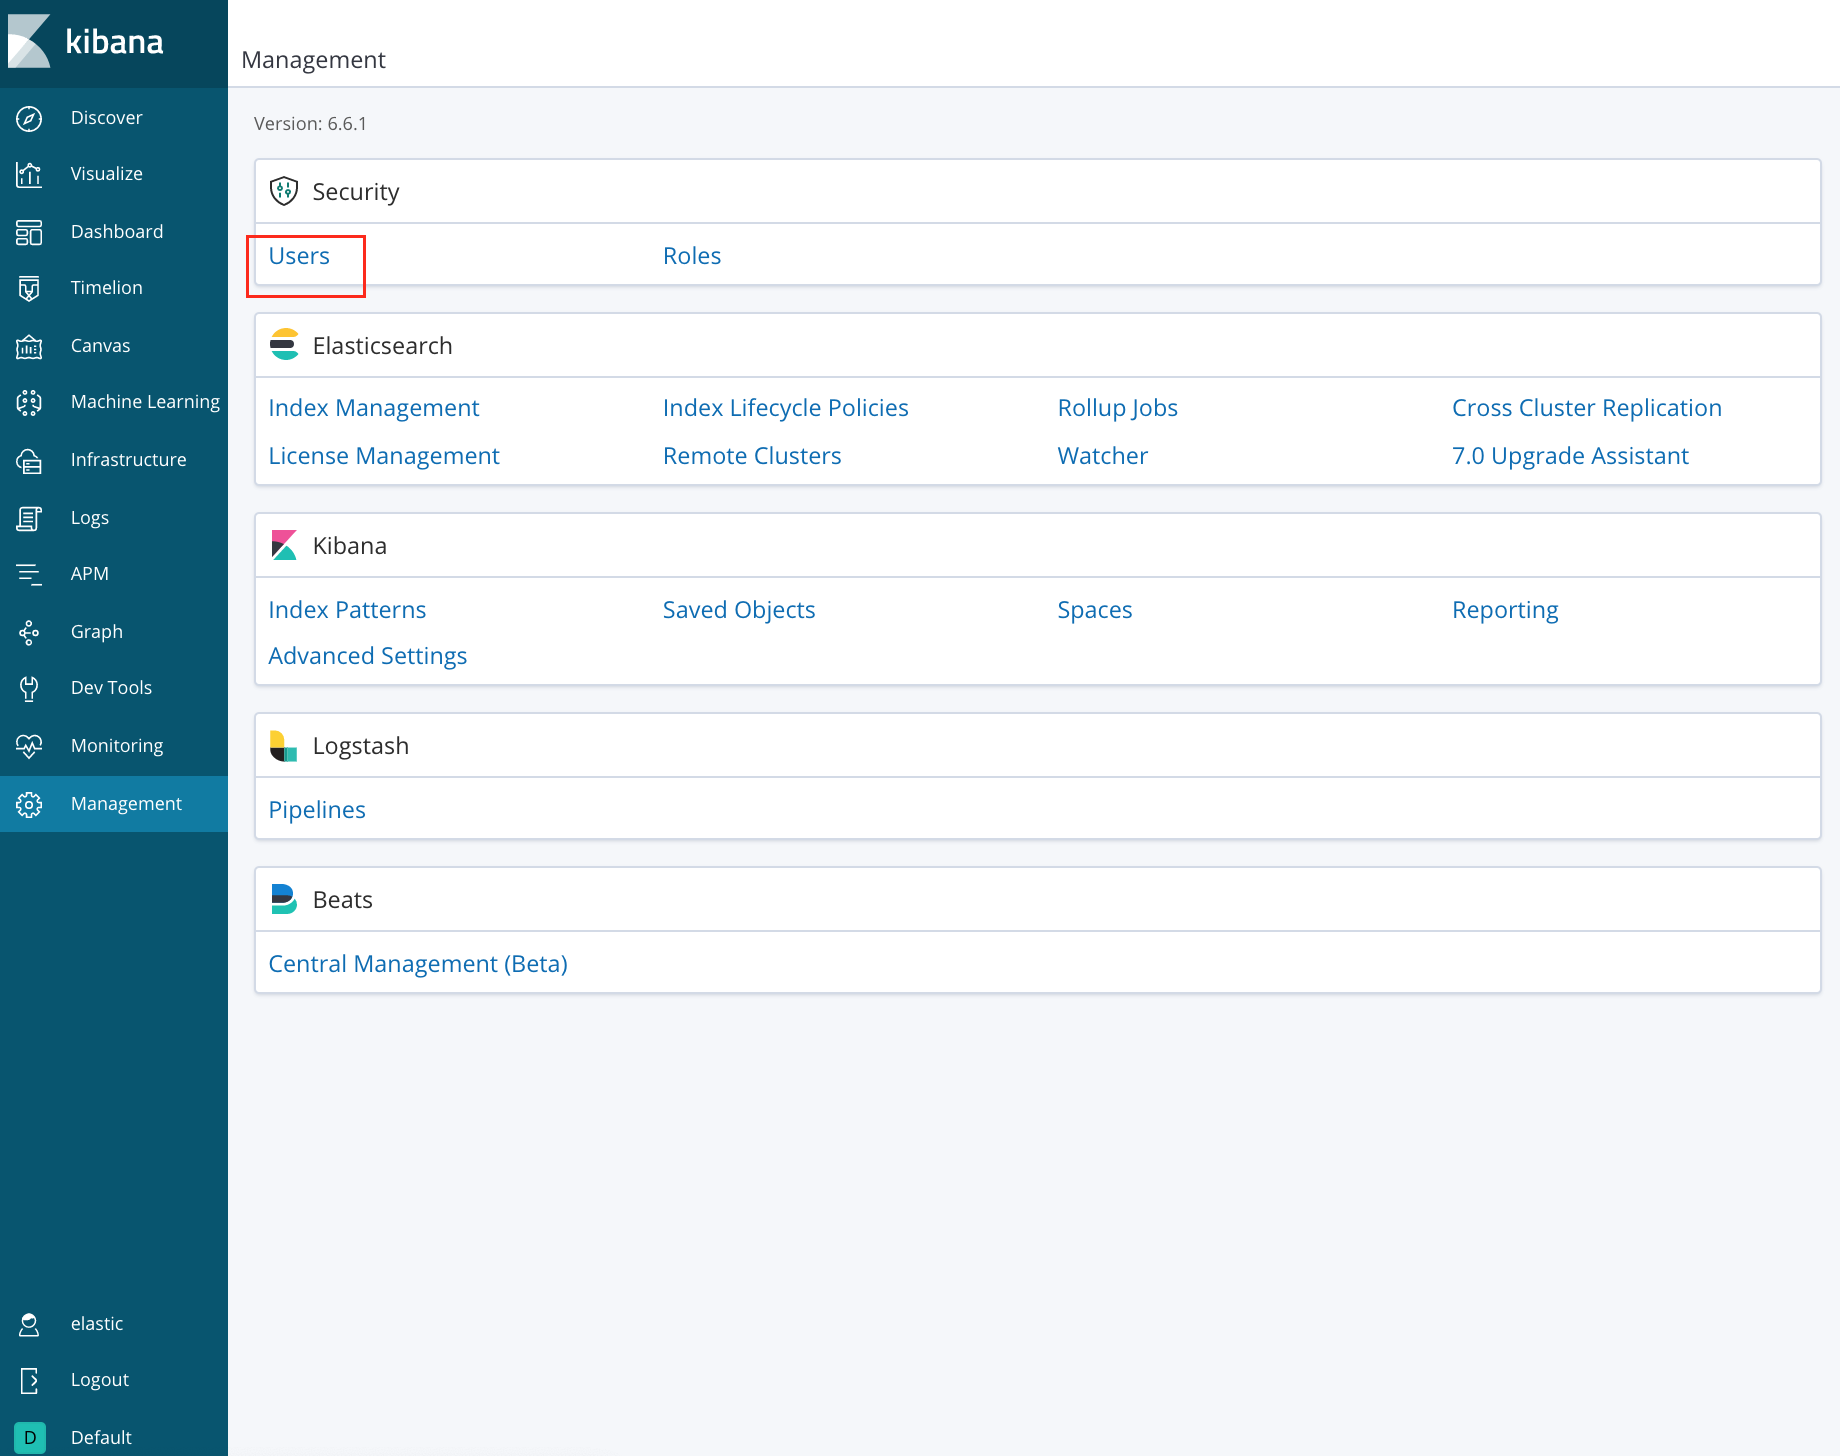 kibana
Management
Discover
Version: 6.6.1
Visualize
Security
Dashboard
Users Roles
Timelion
Canvas
Elasticsearch
Machine Learning
Index Management Index Lifecycle Policies Rollup Jobs Cross Cluster Replication
Infrastructure
License Management Remote Clusters Watcher 7.0 Upgrade Assistant
Logs
Kibana
APM
Index Patterns Saved Objects Spaces Reporting
Graph
Advanced Settings
Dev Tools
Monitoring
Logstash
Management
Pipelines
Beats
Central Management (Beta)
elastic
Logout
D Default